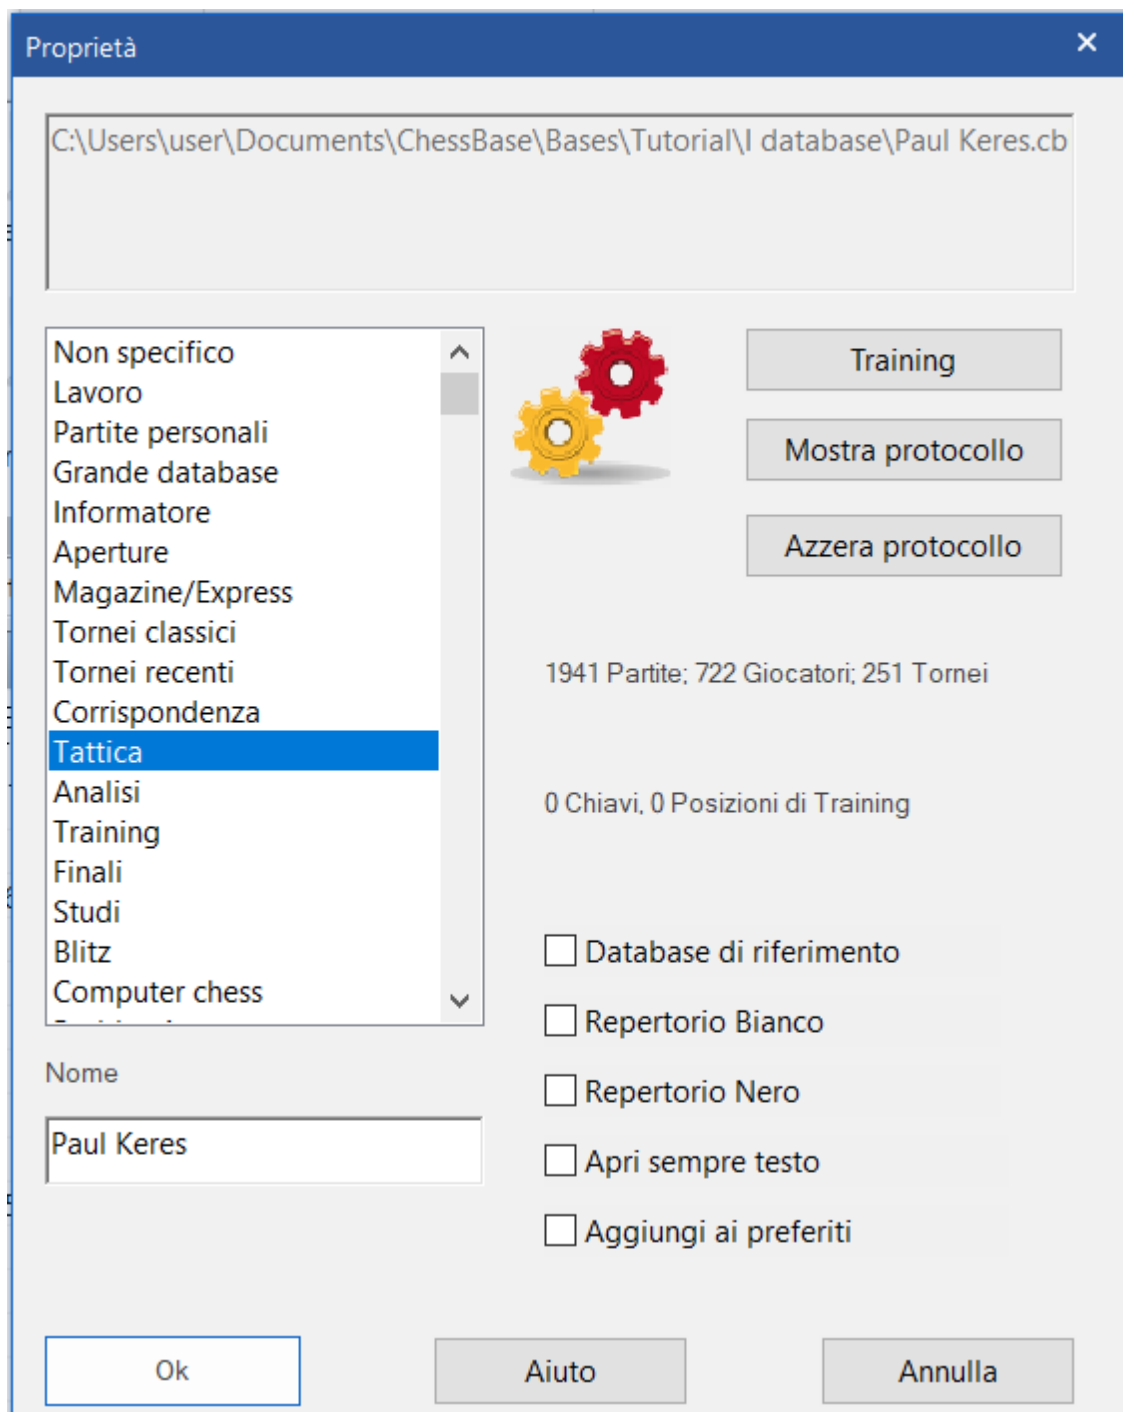 Proprietà
C:\Users\user\Documents\ChessBase\Bases\Tutorial\I database\Paul Keres.cb
Non specifico
Lavoro
Partite personali
Grande database
Informatore
Aperture
Magazine/Express
Tornei classici
Tornei recenti
Corrispondenza
Tattica
Analisi
Training
Finali
Studi
Blitz
Computer chess
Training
Mostra protocollo
Azzera protocollo
1941 Partite; 722 Giocatori; 251 Tornei
0 Chiavi, 0 Posizioni di Training
Database di riferimento
Repertorio Bianco
Repertorio Nero
Apri sempre testo
Aggiungi ai preferiti
Nome
Paul Keres
Ok
Aiuto
Annulla